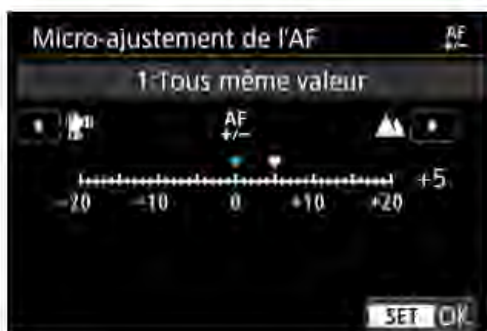 Micro-ajustement de l'AF AF +/-
1:Tous même valeur
AF
+/-
+5
-20 -10 0 +10 +20
SET OK